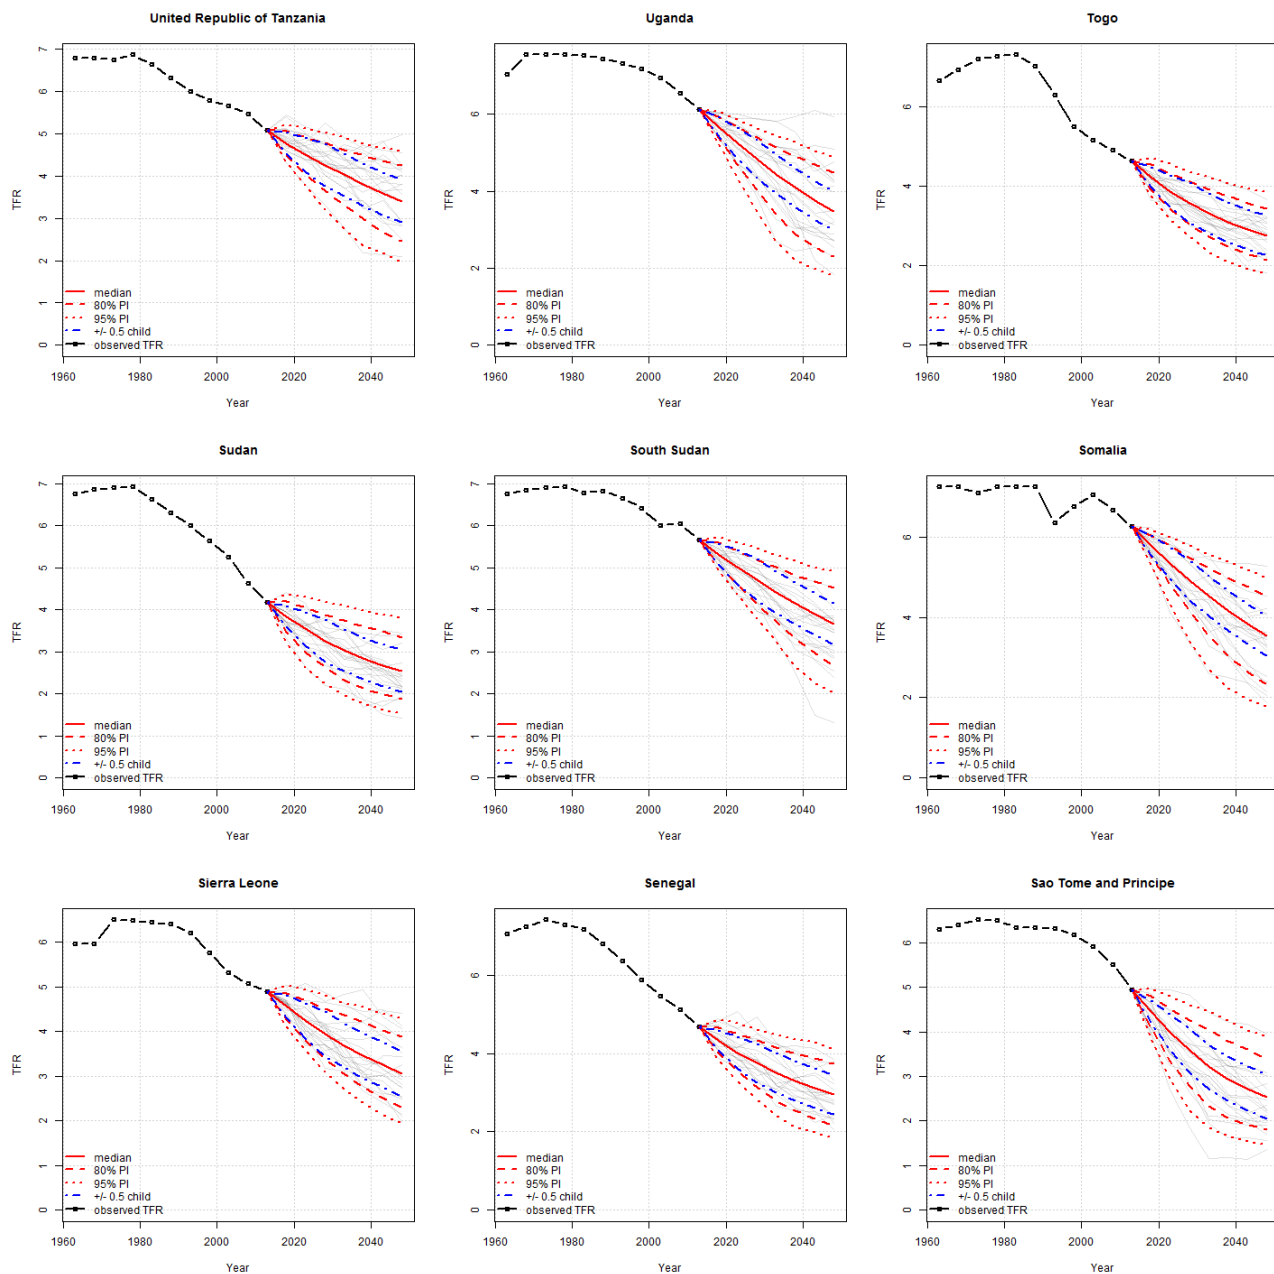 United Republic of Tanzania
TFR
7
6
5
4
3
2
1
0
median
80% PI
95% PI
+/- 0.5 child
observed TFR
1960 1980 2000 2020 2040
Year
Uganda
TFR
6
4
2
0
median
80% PI
95% PI
+/- 0.5 child
observed TFR
1960 1980 2000 2020 2040
Year
Togo
TFR
6
4
2
0
median
80% PI
95% PI
+/- 0.5 child
observed TFR
1960 1980 2000 2020 2040
Year
Sudan
TFR
7
6
5
4
3
2
1
0
median
80% PI
95% PI
+/- 0.5 child
observed TFR
1960 1980 2000 2020 2040
Year
South Sudan
TFR
7
6
5
4
3
2
1
0
median
80% PI
95% PI
+/- 0.5 child
observed TFR
1960 1980 2000 2020 2040
Year
Somalia
TFR
6
4
2
0
median
80% PI
95% PI
+/- 0.5 child
observed TFR
1960 1980 2000 2020 2040
Year
Sierra Leone
TFR
6
5
4
3
2
1
0
median
80% PI
95% PI
+/- 0.5 child
observed TFR
1960 1980 2000 2020 2040
Year
Senegal
TFR
6
4
2
0
median
80% PI
95% PI
+/- 0.5 child
observed TFR
1960 1980 2000 2020 2040
Year
Sao Tome and Principe
TFR
6
5
4
3
2
1
0
median
80% PI
95% PI
+/- 0.5 child
observed TFR
1960 1980 2000 2020 2040
Year